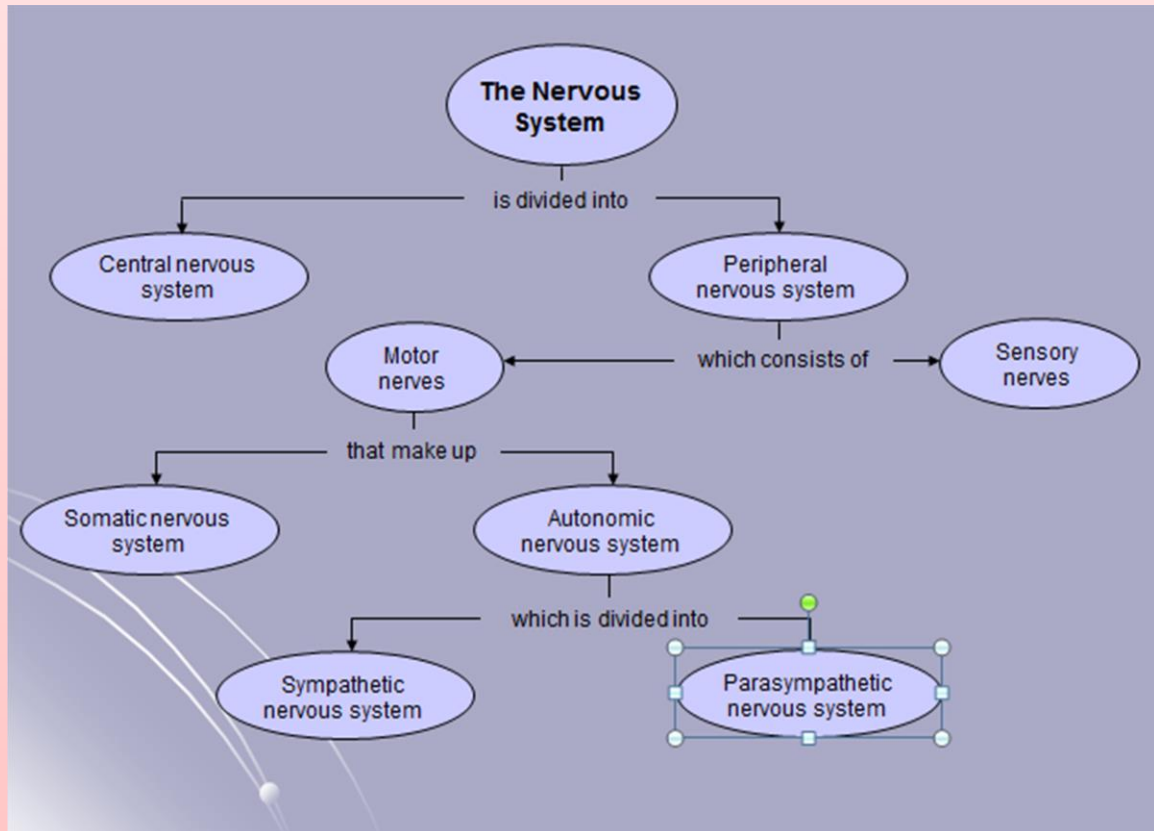 The Nervous
System
is divided into
Central nervous
system
Peripheral
nervous system
Motor
nerves
which consists of
Sensory
nerves
that make up
Somatic nervous
system
Autonomic
nervous system
which is divided into
Sympathetic
nervous system
Parasympathetic
nervous system